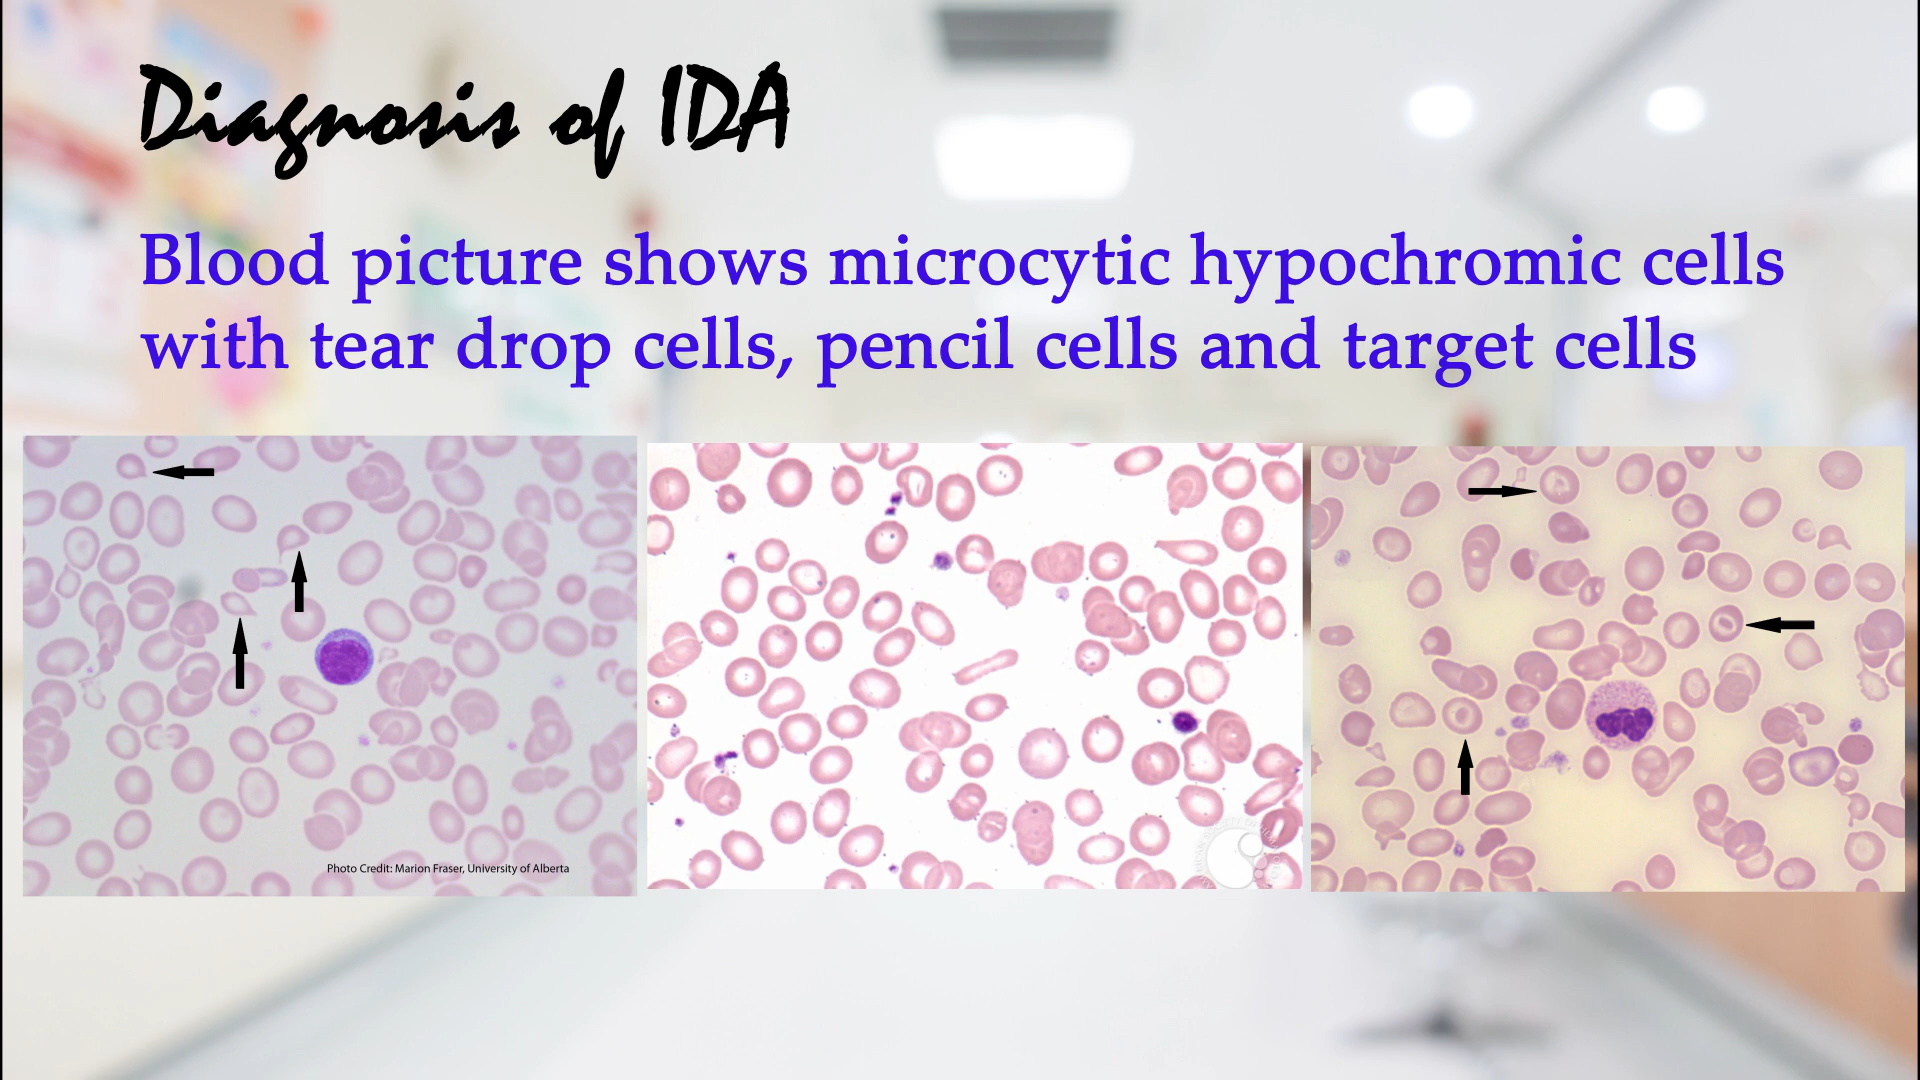 Diagnosis of IDA
Blood picture shows microcytic hypochromic cells
with tear drop cells, pencil cells and target cells
Photo Credit: Marion Fraser, University of Alberta